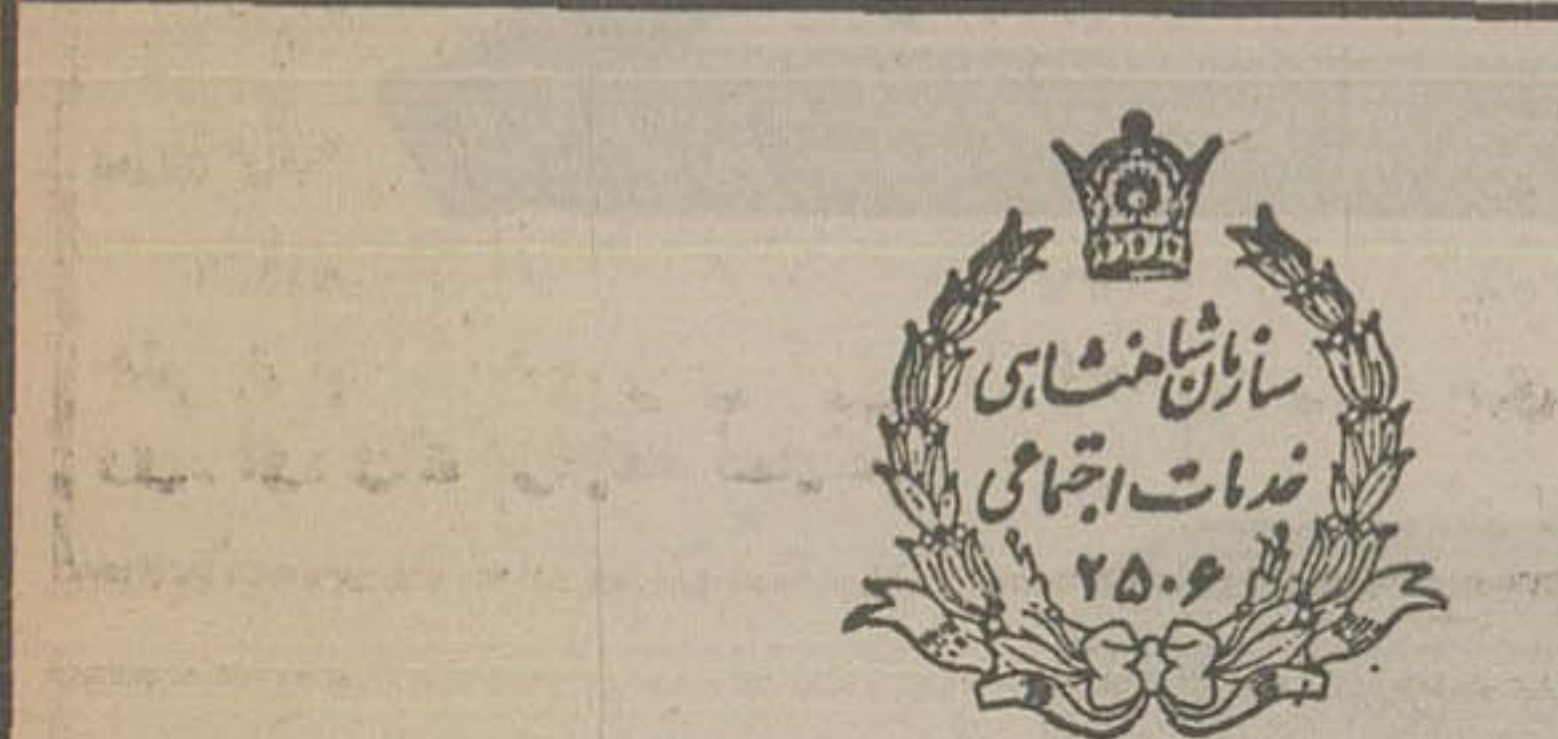 سازمان شاهنشاهی
خدمات اجتماعی
۲۵۰۶